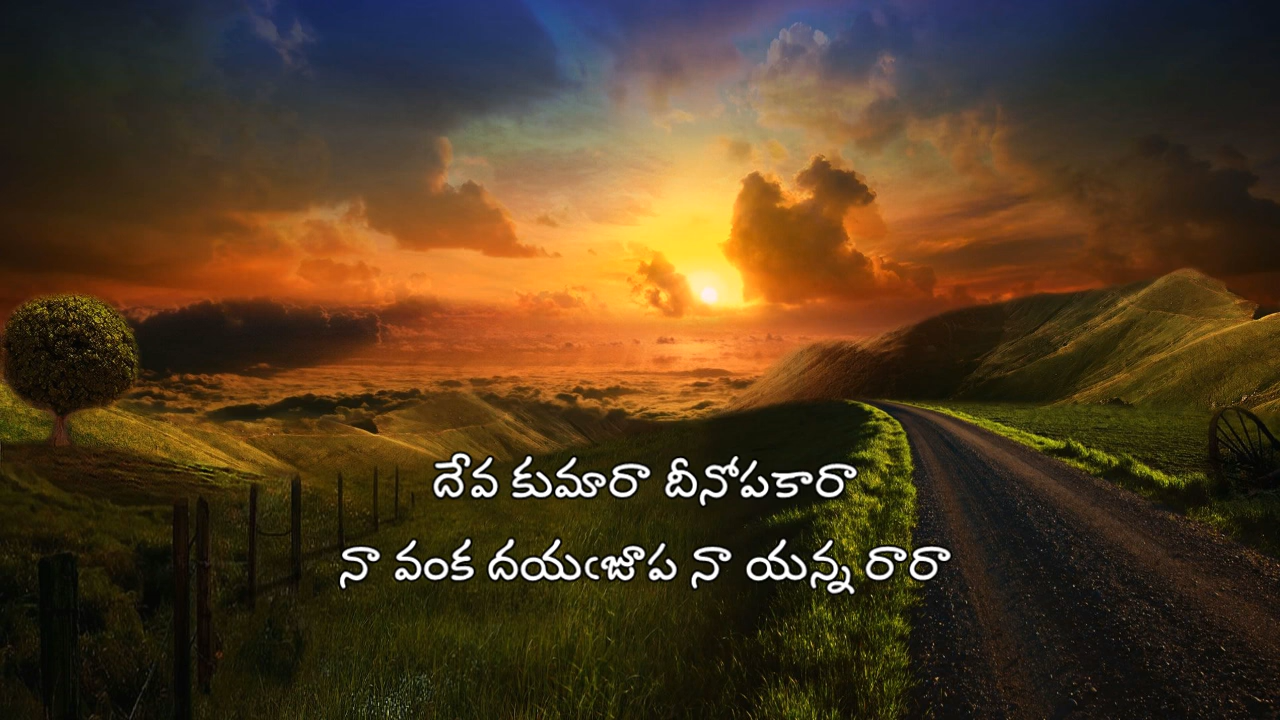 దేవ కుమారా దీనోపకారా
నా వంక దయఁజూప నా యన్న రారా